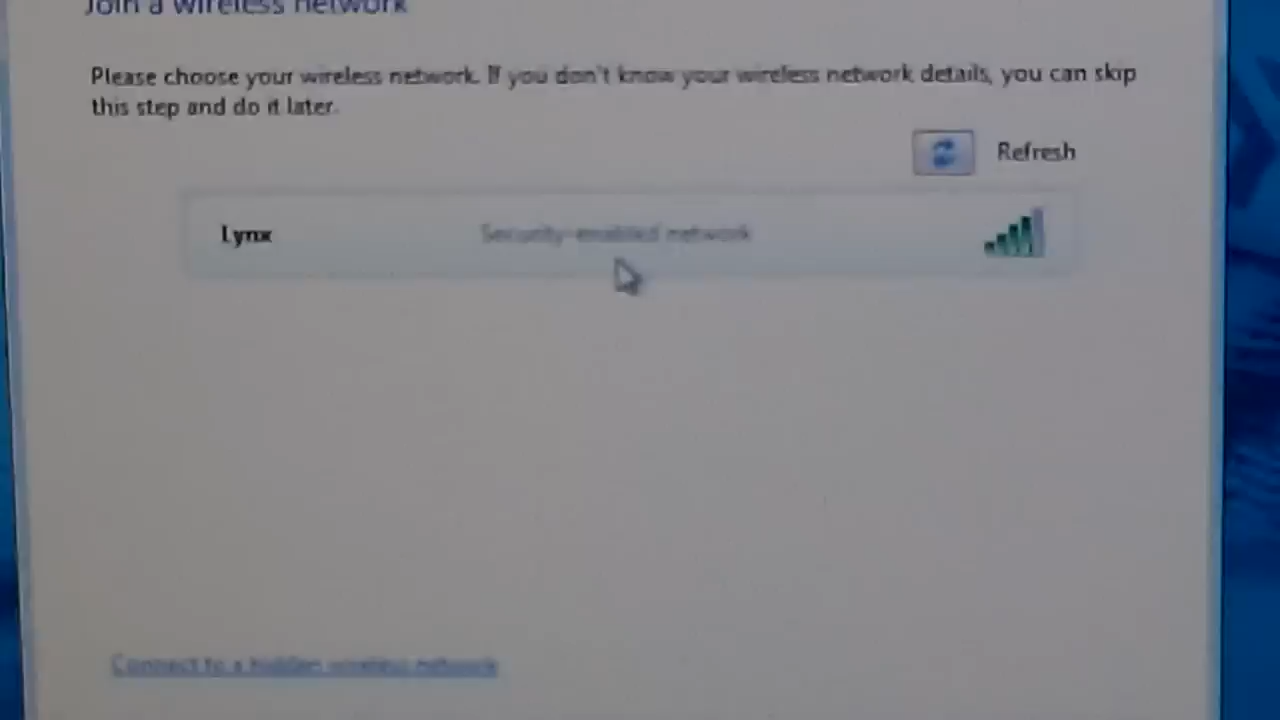 Join a wireless network
Please choose your wireless network. If you don't know your wireless network details, you can skip
this step and do it later.
Refresh
Lynx Security-enabled network
Connect to a hidden wireless network